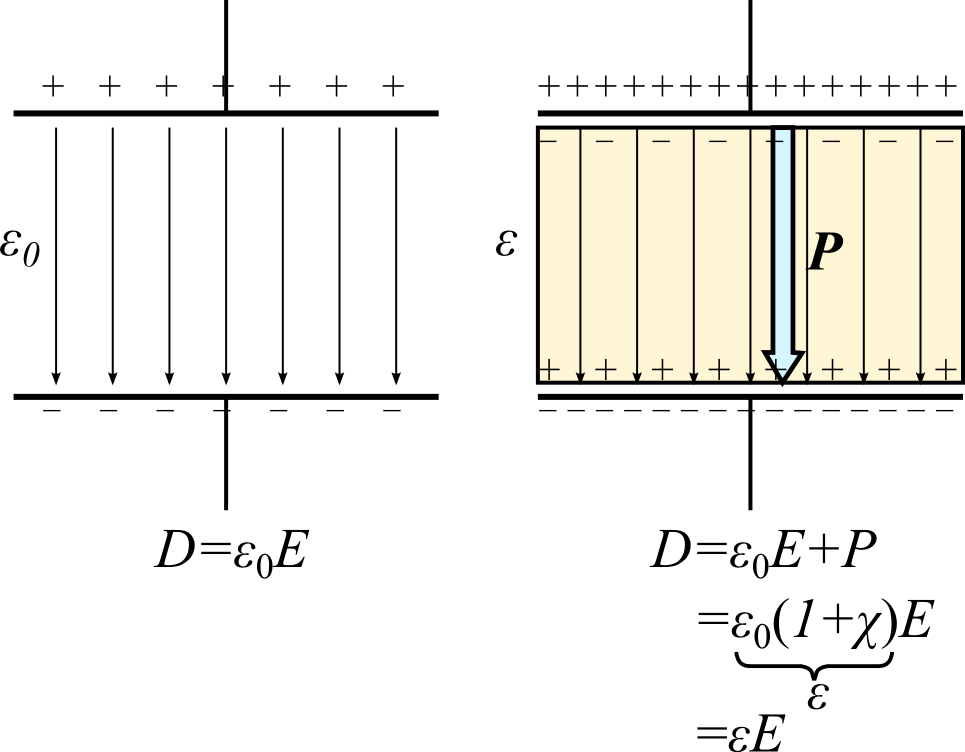 + + + + + + +
ε₀
− − − − − − −
D=ε₀E
+ + + + + + + + + + + + + + +
− − − − − − − −
ε
P
+ + + + + + + +
− − − − − − − − − − − − − − −
D=ε₀E+P
=ε₀(1+χ)E
ε
=εE